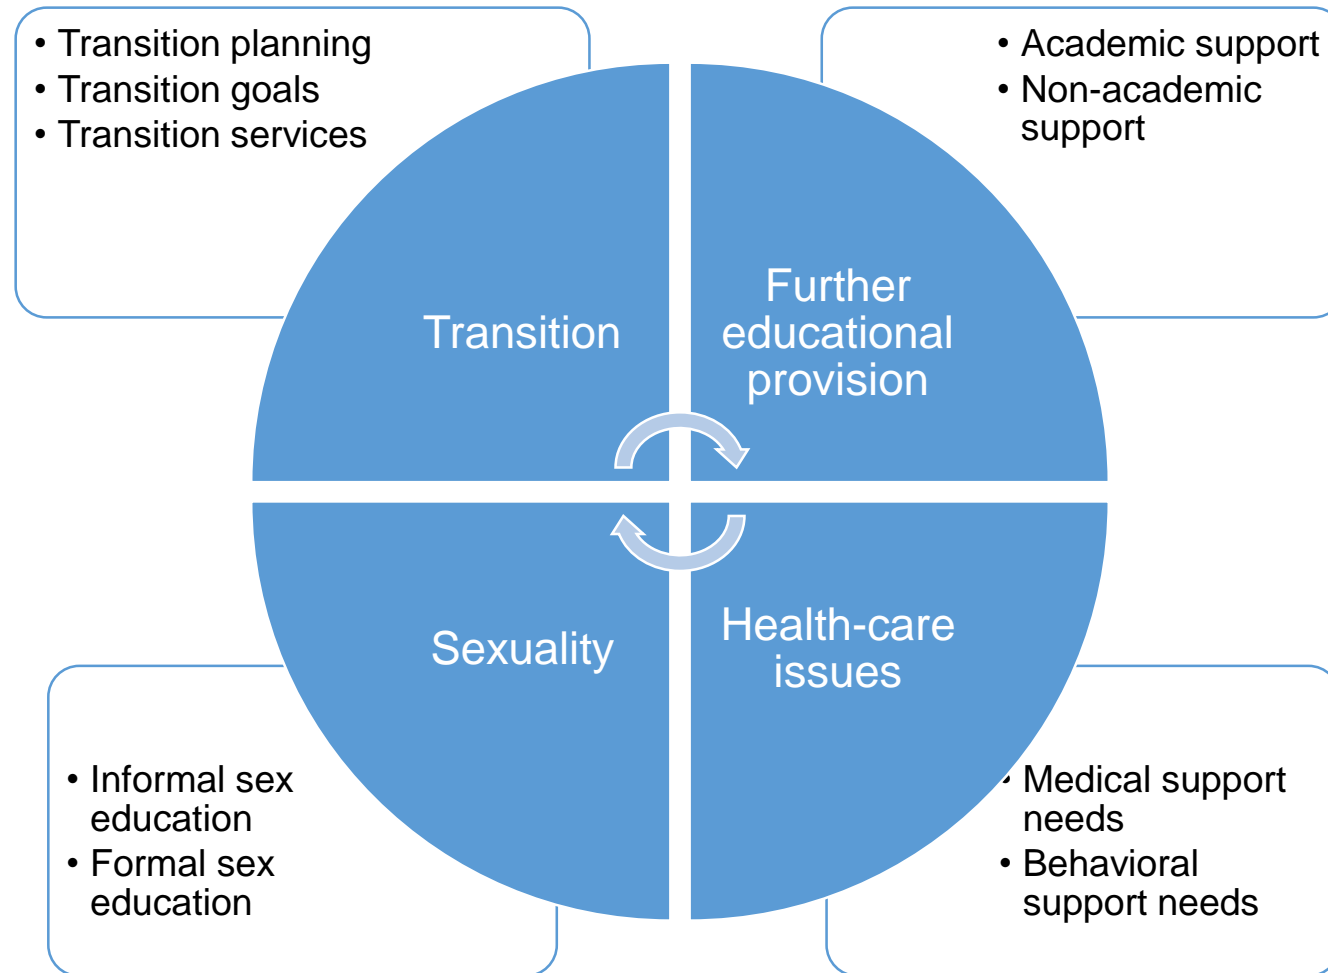 • Transition planning
• Transition goals
• Transition services
• Academic support
• Non-academic
support
Transition
Further
educational
provision
Sexuality
Health-care
issues
• Informal sex
education
• Formal sex
education
• Medical support
needs
• Behavioral
support needs